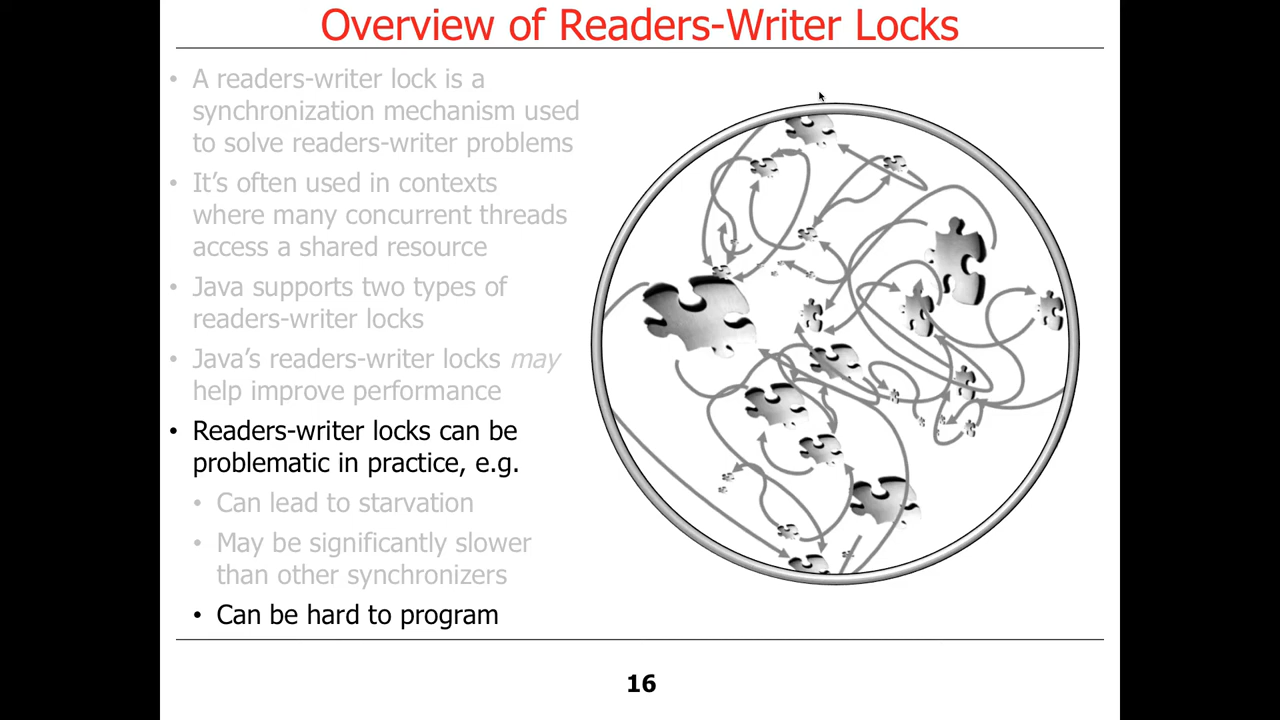 Overview of Readers-Writer Locks
• A readers-writer lock is a
synchronization mechanism used
to solve readers-writer problems
• It’s often used in contexts
where many concurrent threads
access a shared resource
• Java supports two types of
readers-writer locks
• Java’s readers-writer locks may
help improve performance
• Readers-writer locks can be
problematic in practice, e.g.
• Can lead to starvation
• May be significantly slower
than other synchronizers
• Can be hard to program
16